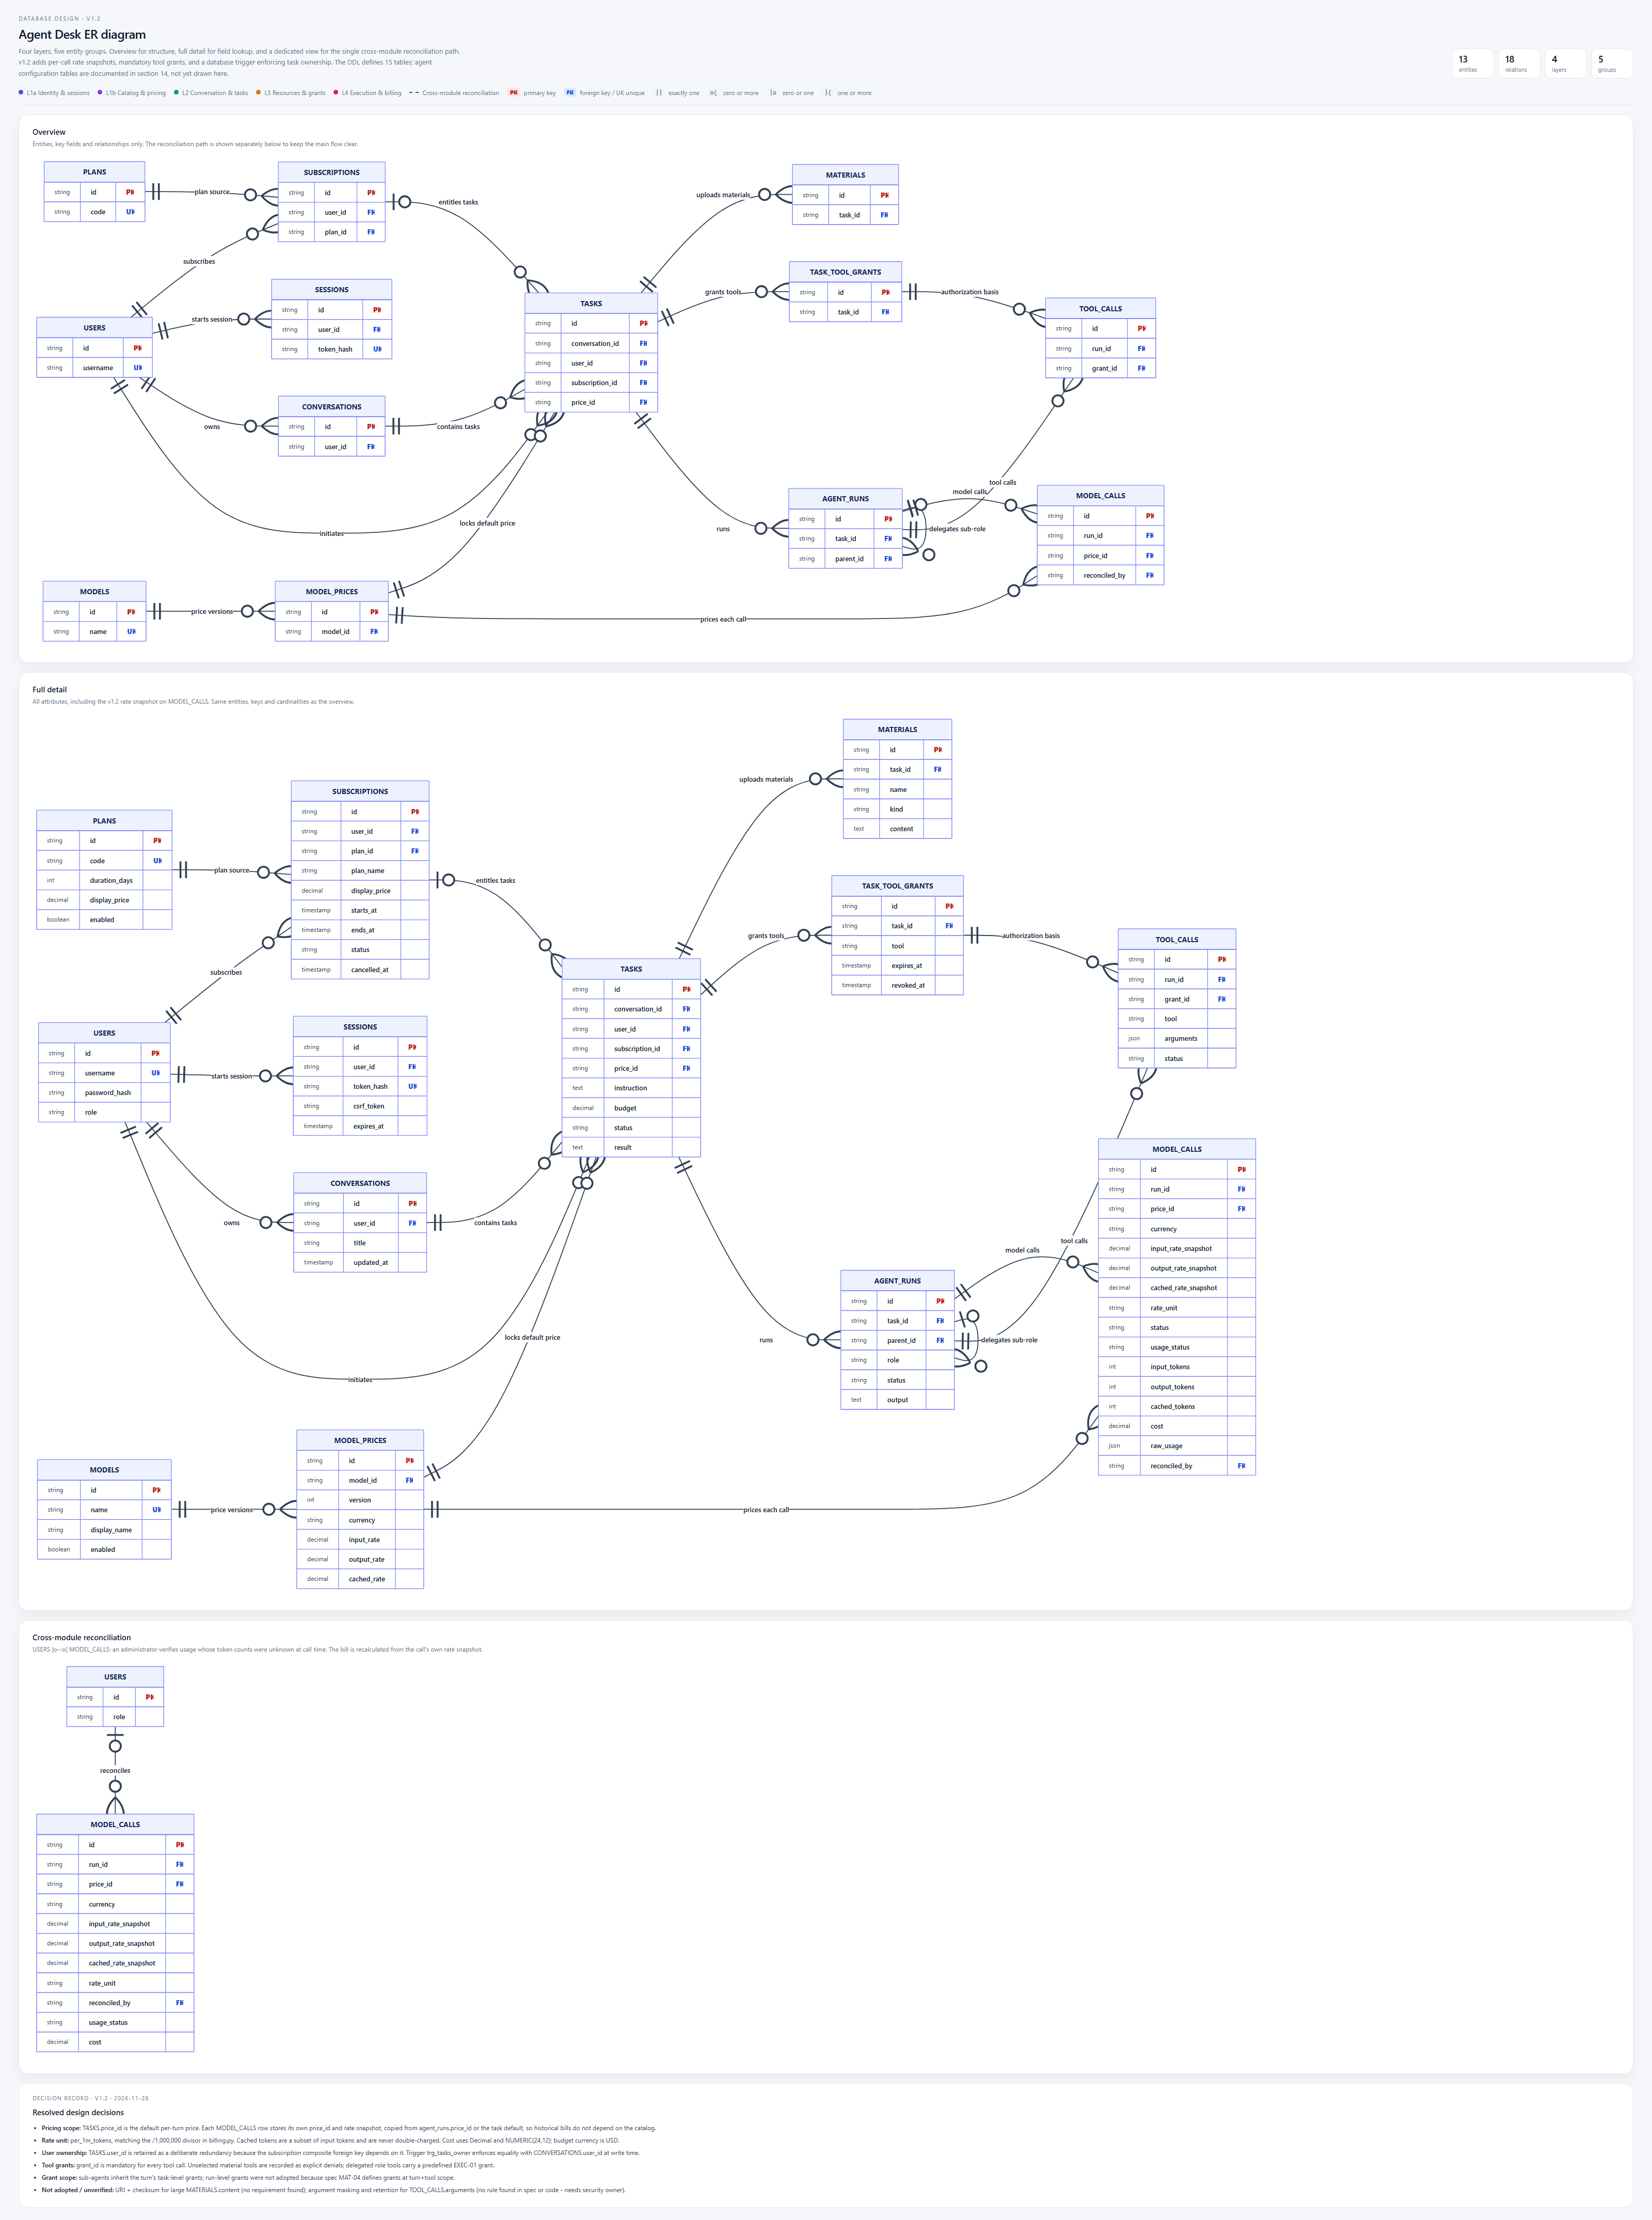 DATABASE DESIGN · V1.2
Agent Desk ER diagram
Four layers, five entity groups. Overview for structure, full detail for field lookup, and a dedicated view for the single cross-module reconciliation path.
v1.2 adds per-call rate snapshots, mandatory tool grants, and a database trigger enforcing task ownership. The DDL defines 15 tables; agent
configuration tables are documented in section 14, not yet drawn here.
13 entities
18 relations
4 layers
5 groups
L1a Identity & sessions L1b Catalog & pricing L2 Conversation & tasks L3 Resources & grants L4 Execution & billing Cross-module reconciliation PK primary key FK foreign key / UK unique || exactly one o{ zero or more |o zero or one |{ one or more
Overview
Entities, key fields and relationships only. The reconciliation path is shown separately below to keep the main flow clear.
PLANS
string id PK
string code UK
plan source
SUBSCRIPTIONS
string id PK
string user_id FK
string plan_id FK
entitles tasks
uploads materials
MATERIALS
string id PK
string task_id FK
subscribes
SESSIONS
string id PK
string user_id FK
string token_hash UK
starts session
USERS
string id PK
string username UK
TASKS
string id PK
string conversation_id FK
string user_id FK
string subscription_id FK
string price_id FK
grants tools
TASK_TOOL_GRANTS
string id PK
string task_id FK
authorization basis
TOOL_CALLS
string id PK
string run_id FK
string grant_id FK
CONVERSATIONS
string id PK
string user_id FK
owns
contains tasks
initiates
locks default price
runs
AGENT_RUNS
string id PK
string task_id FK
string parent_id FK
model calls
tool calls
delegates sub-role
MODEL_CALLS
string id PK
string run_id FK
string price_id FK
string reconciled_by FK
MODELS
string id PK
string name UK
price versions
MODEL_PRICES
string id PK
string model_id FK
prices each call
Full detail
All attributes, including the v1.2 rate snapshot on MODEL_CALLS. Same entities, keys and cardinalities as the overview.
MATERIALS
string id PK
string task_id FK
string name
string kind
text content
uploads materials
PLANS
string id PK
string code UK
int duration_days
decimal display_price
boolean enabled
plan source
SUBSCRIPTIONS
string id PK
string user_id FK
string plan_id FK
string plan_name
decimal display_price
timestamp starts_at
timestamp ends_at
string status
timestamp cancelled_at
entitles tasks
TASK_TOOL_GRANTS
string id PK
string task_id FK
string tool
timestamp expires_at
timestamp revoked_at
grants tools
authorization basis
TOOL_CALLS
string id PK
string run_id FK
string grant_id FK
string tool
json arguments
string status
subscribes
USERS
string id PK
string username UK
string password_hash
string role
starts session
SESSIONS
string id PK
string user_id FK
string token_hash UK
string csrf_token
timestamp expires_at
TASKS
string id PK
string conversation_id FK
string user_id FK
string subscription_id FK
string price_id FK
text instruction
decimal budget
string status
text result
CONVERSATIONS
string id PK
string user_id FK
string title
timestamp updated_at
owns
contains tasks
MODEL_CALLS
string id PK
string run_id FK
string price_id FK
string currency
decimal input_rate_snapshot
decimal output_rate_snapshot
decimal cached_rate_snapshot
string rate_unit
string status
string usage_status
int input_tokens
int output_tokens
int cached_tokens
decimal cost
json raw_usage
string reconciled_by FK
tool calls
model calls
AGENT_RUNS
string id PK
string task_id FK
string parent_id FK
string role
string status
text output
delegates sub-role
runs
locks default price
initiates
MODELS
string id PK
string name UK
string display_name
boolean enabled
price versions
MODEL_PRICES
string id PK
string model_id FK
int version
string currency
decimal input_rate
decimal output_rate
decimal cached_rate
prices each call
Cross-module reconciliation
USERS |o--o{ MODEL_CALLS: an administrator verifies usage whose token counts were unknown at call time. The bill is recalculated from the call's own rate snapshot.
USERS
string id PK
string role
reconciles
MODEL_CALLS
string id PK
string run_id FK
string price_id FK
string currency
decimal input_rate_snapshot
decimal output_rate_snapshot
decimal cached_rate_snapshot
string rate_unit
string reconciled_by FK
string usage_status
decimal cost
DECISION RECORD · V1.2 · 2026-11-28
Resolved design decisions
• Pricing scope: TASKS.price_id is the default per-turn price. Each MODEL_CALLS row stores its own price_id and rate snapshot, copied from agent_runs.price_id or the task default, so historical bills do not depend on the catalog.
• Rate unit: per_1m_tokens, matching the /1,000,000 divisor in billing.py. Cached tokens are a subset of input tokens and are never double-charged. Cost uses Decimal and NUMERIC(24,12); budget currency is USD.
• User ownership: TASKS.user_id is retained as a deliberate redundancy because the subscription composite foreign key depends on it. Trigger trg_tasks_owner enforces equality with CONVERSATIONS.user_id at write time.
• Tool grants: grant_id is mandatory for every tool call. Unselected material tools are recorded as explicit denials; delegated role tools carry a predefined EXEC-01 grant.
• Grant scope: sub-agents inherit the turn's task-level grants; run-level grants were not adopted because spec MAT-04 defines grants at turn+tool scope.
• Not adopted / unverified: URI + checksum for large MATERIALS.content (no requirement found); argument masking and retention for TOOL_CALLS.arguments (no rule found in spec or code - needs security owner).